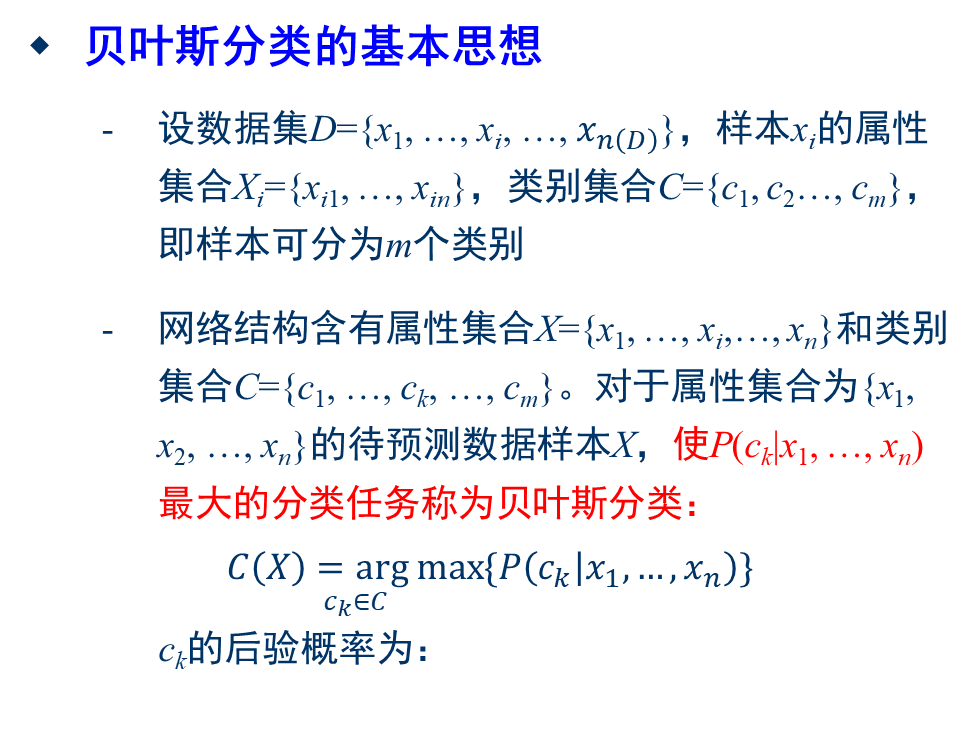 ◆ 贝叶斯分类的基本思想
- 设数据集D={x1, …, xi, …, xn(D)}，样本xi的属性
集合Xi={xi1, …, xin}，类别集合C={c1, c2…, cm}，
即样本可分为m个类别
- 网络结构含有属性集合X={x1, …, xi,…, xn}和类别
集合C={c1, …, ck, …, cm}。对于属性集合为{x1,
x2, …, xn}的待预测数据样本X，使P(ck|x1, …, xn)
最大的分类任务称为贝叶斯分类：
C(X) = arg max{P(ck|x1, … , xn)}
ck∈C
ck的后验概率为：